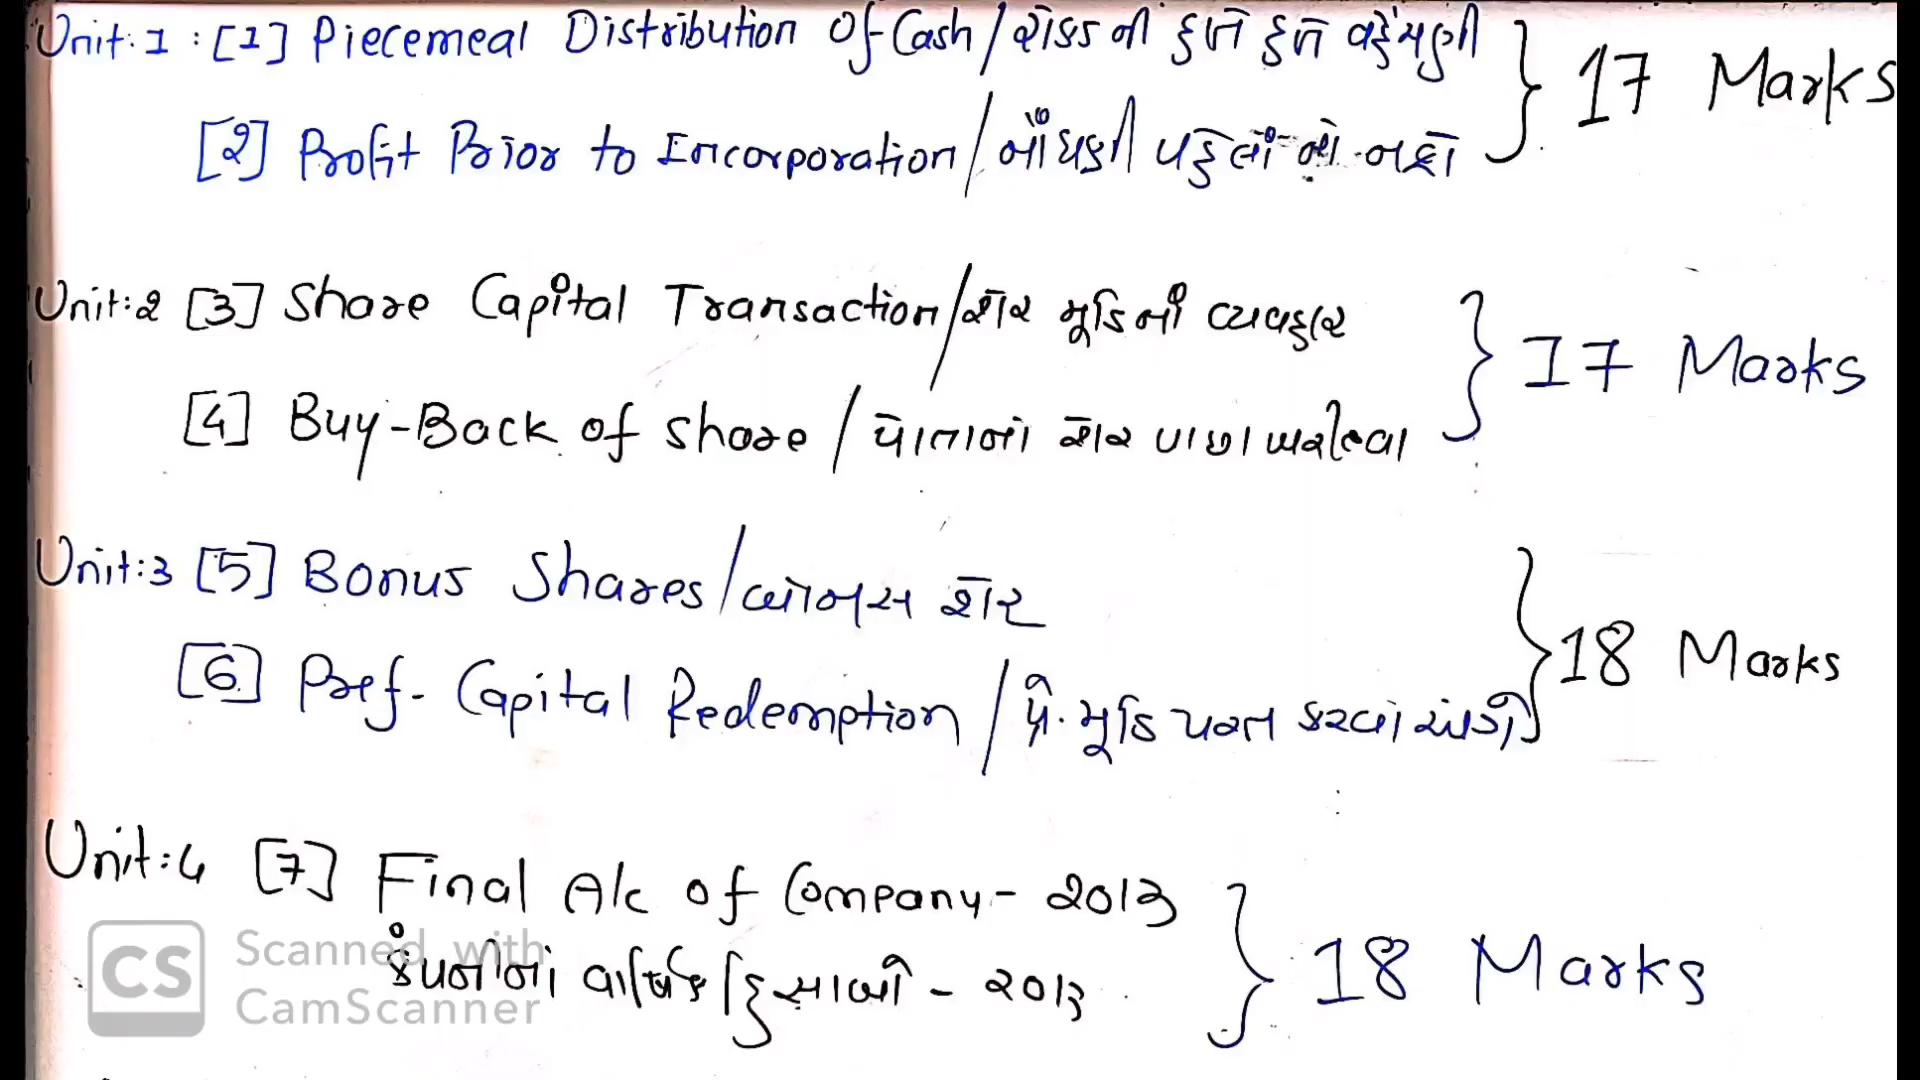 Unit:1 : [1] Piecemeal Distribution Of Cash / રોકડ ની હપ્તે હપ્તે વહેંચણી } 17 Marks
[2] Profit Prior to Incorporation / નોંધણી પહેલાં નો નફો
Unit:2 [3] Share Capital Transaction / શેર મૂડિનાં વ્યવહાર } 17 Marks
[4] Buy-Back of share / પોતાનાં શેર પાછા ખરીદવા
Unit:3 [5] Bonus Shares / બોનસ શેર } 18 Marks
[6] Pref- Capital Redemption / પ્રે. મૂડિ પરત કરવા અંગે
Unit:4 [7] Final A/c of Company - 2013 } 18 Marks
કંપનીના વાર્ષિક હિસાબો - ૨૦૧૩
CS Scanned with
CamScanner